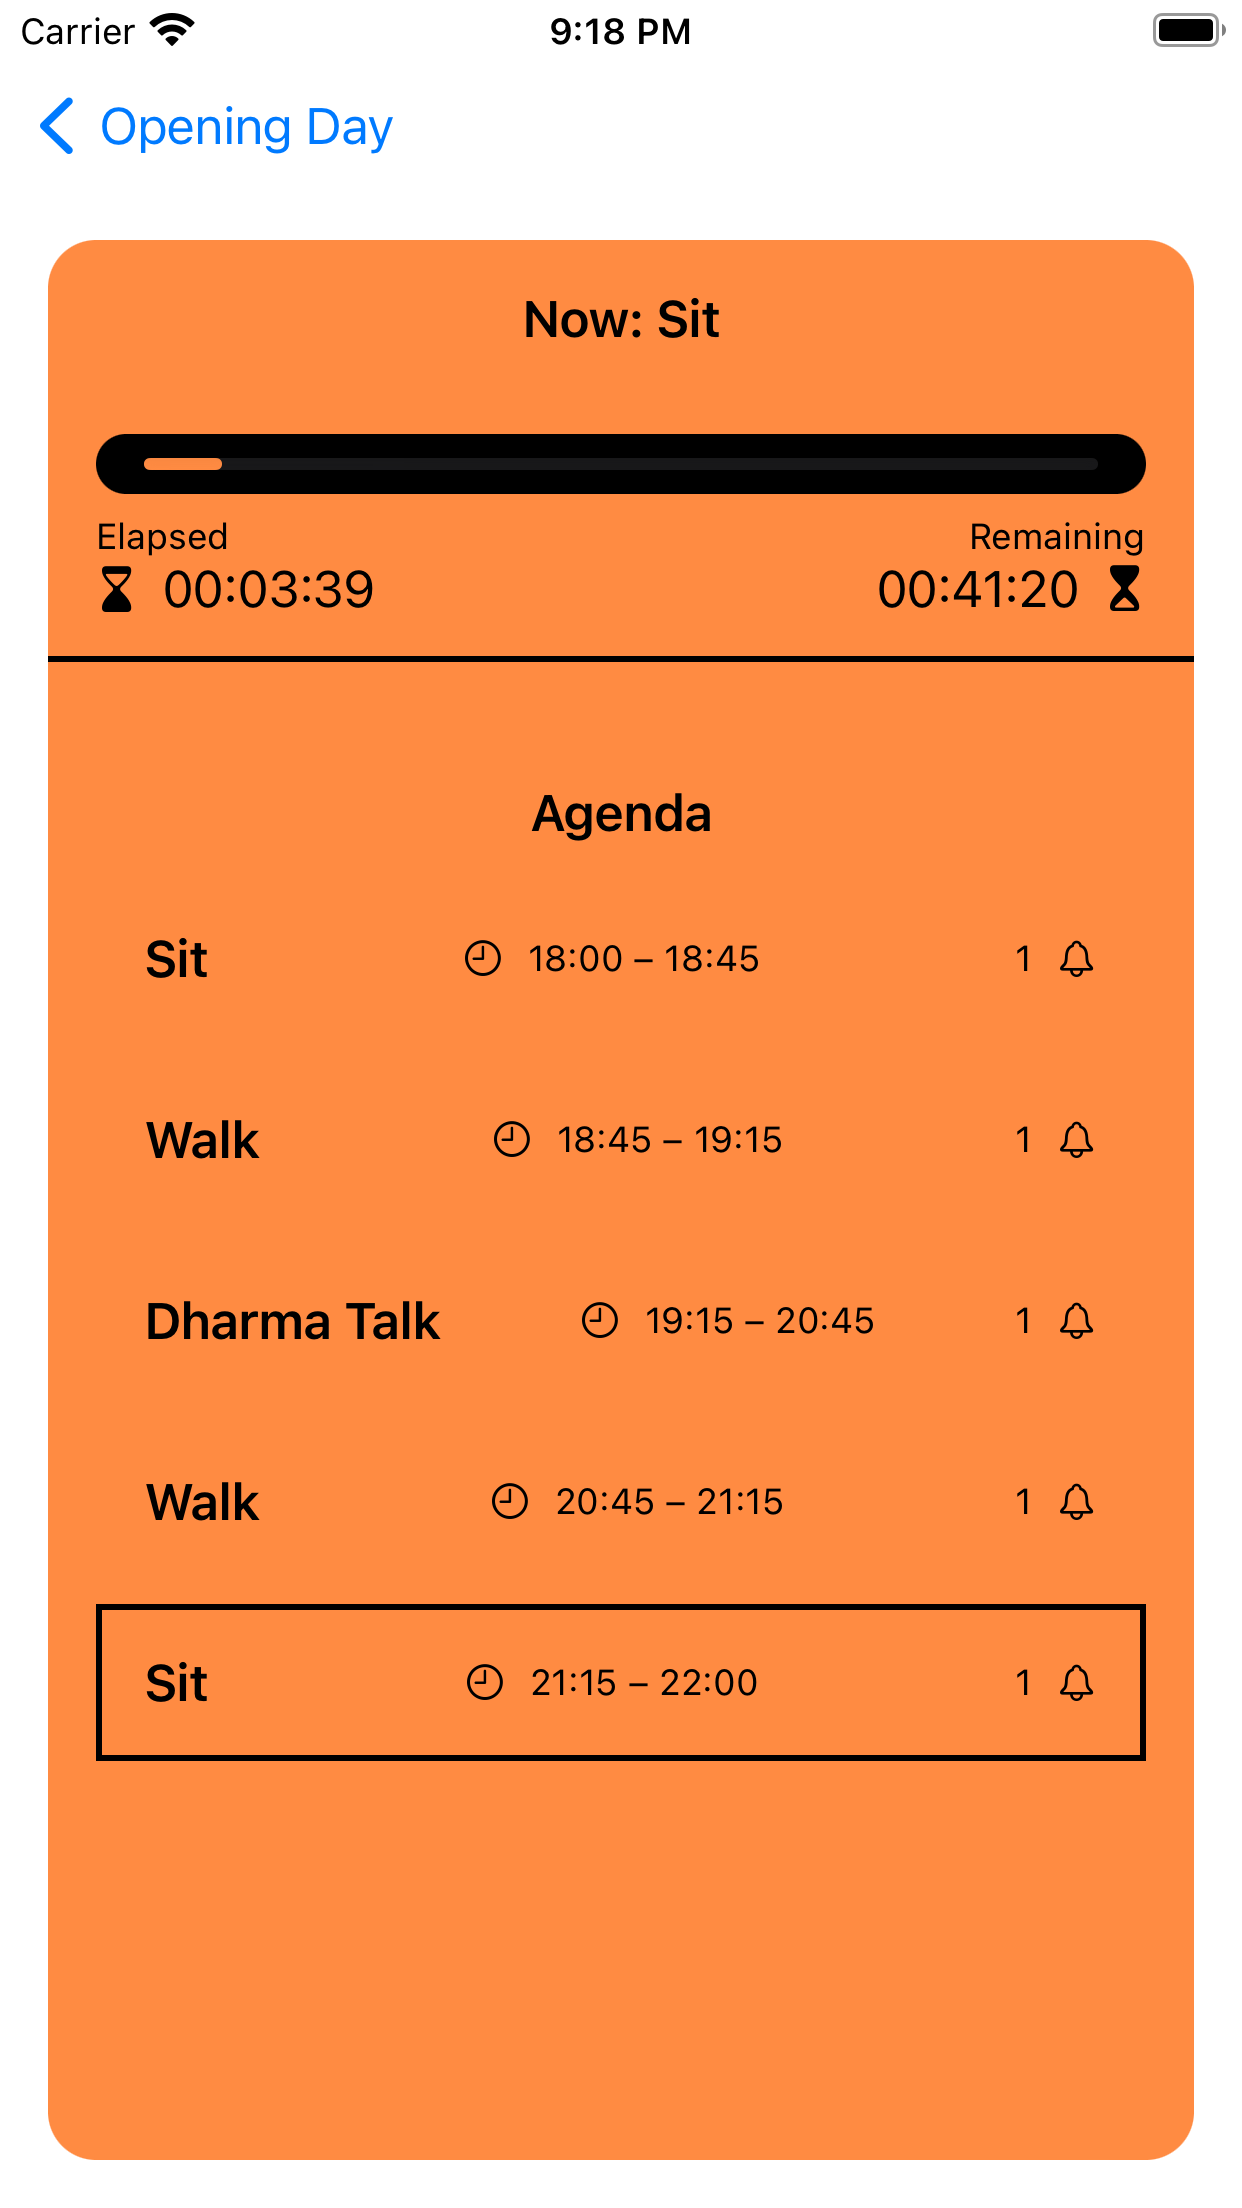 Carrier 9:18 PM
Opening Day
Now: Sit
Elapsed Remaining
00:03:39 00:41:20
Agenda
Sit 18:00 – 18:45 1
Walk 18:45 – 19:15 1
Dharma Talk 19:15 – 20:45 1
Walk 20:45 – 21:15 1
Sit 21:15 – 22:00 1